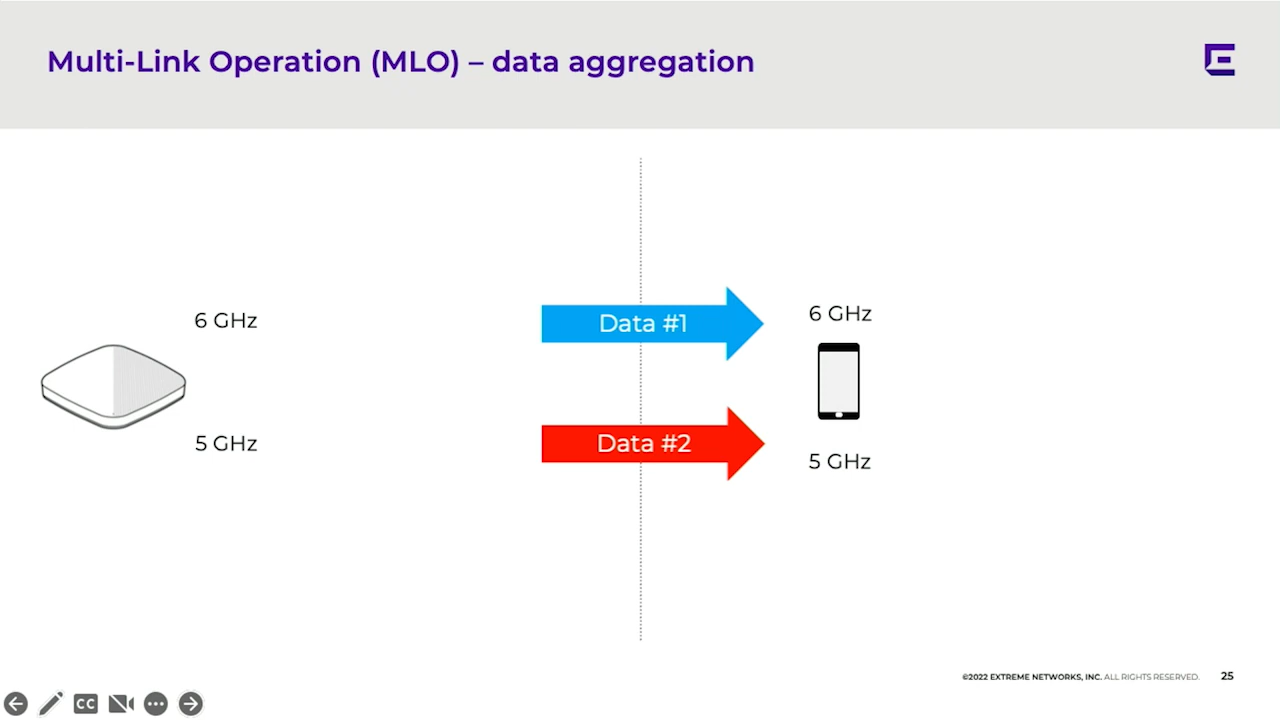 Multi-Link Operation (MLO) – data aggregation
6 GHz
Data #1
6 GHz
5 GHz
Data #2
5 GHz
©2022 EXTREME NETWORKS, INC. ALL RIGHTS RESERVED. 25
CC